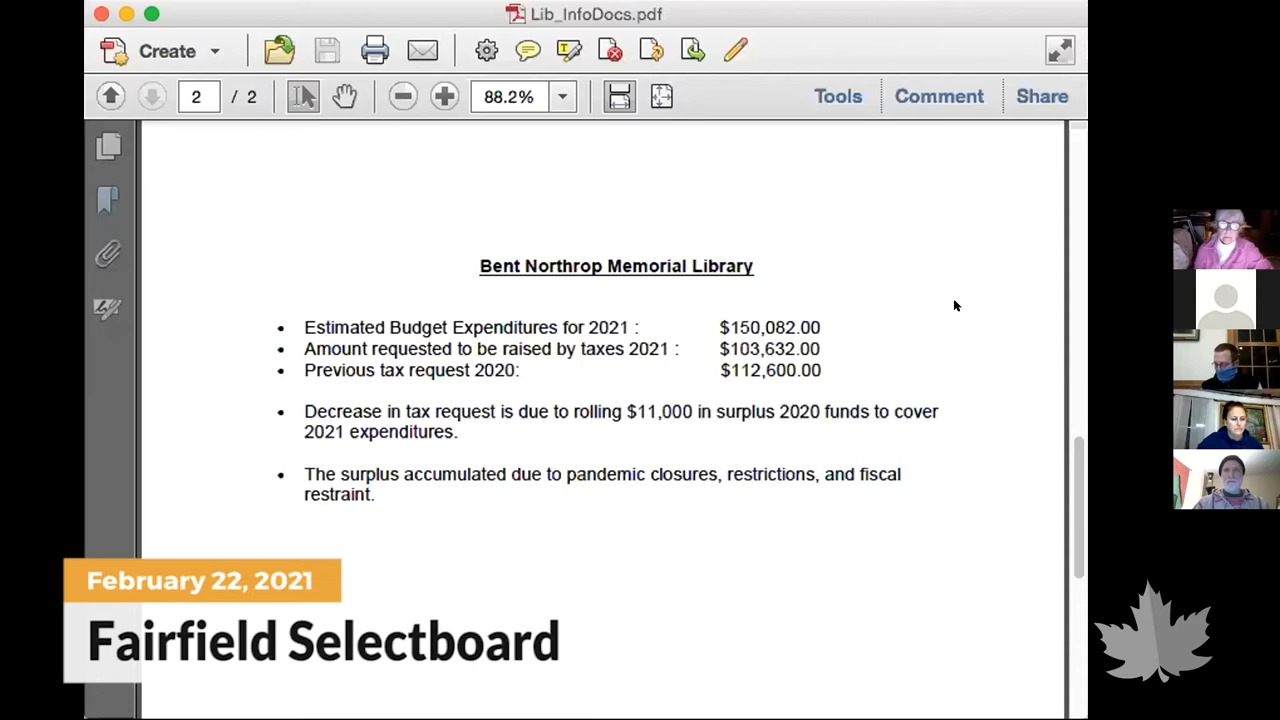 Lib_InfoDocs.pdf
Create
2 / 2
88.2%
Tools
Comment
Share
Bent Northrop Memorial Library
• Estimated Budget Expenditures for 2021 : $150,082.00
• Amount requested to be raised by taxes 2021 : $103,632.00
• Previous tax request 2020: $112,600.00
• Decrease in tax request is due to rolling $11,000 in surplus 2020 funds to cover
2021 expenditures.
• The surplus accumulated due to pandemic closures, restrictions, and fiscal
restraint.
February 22, 2021
Fairfield Selectboard